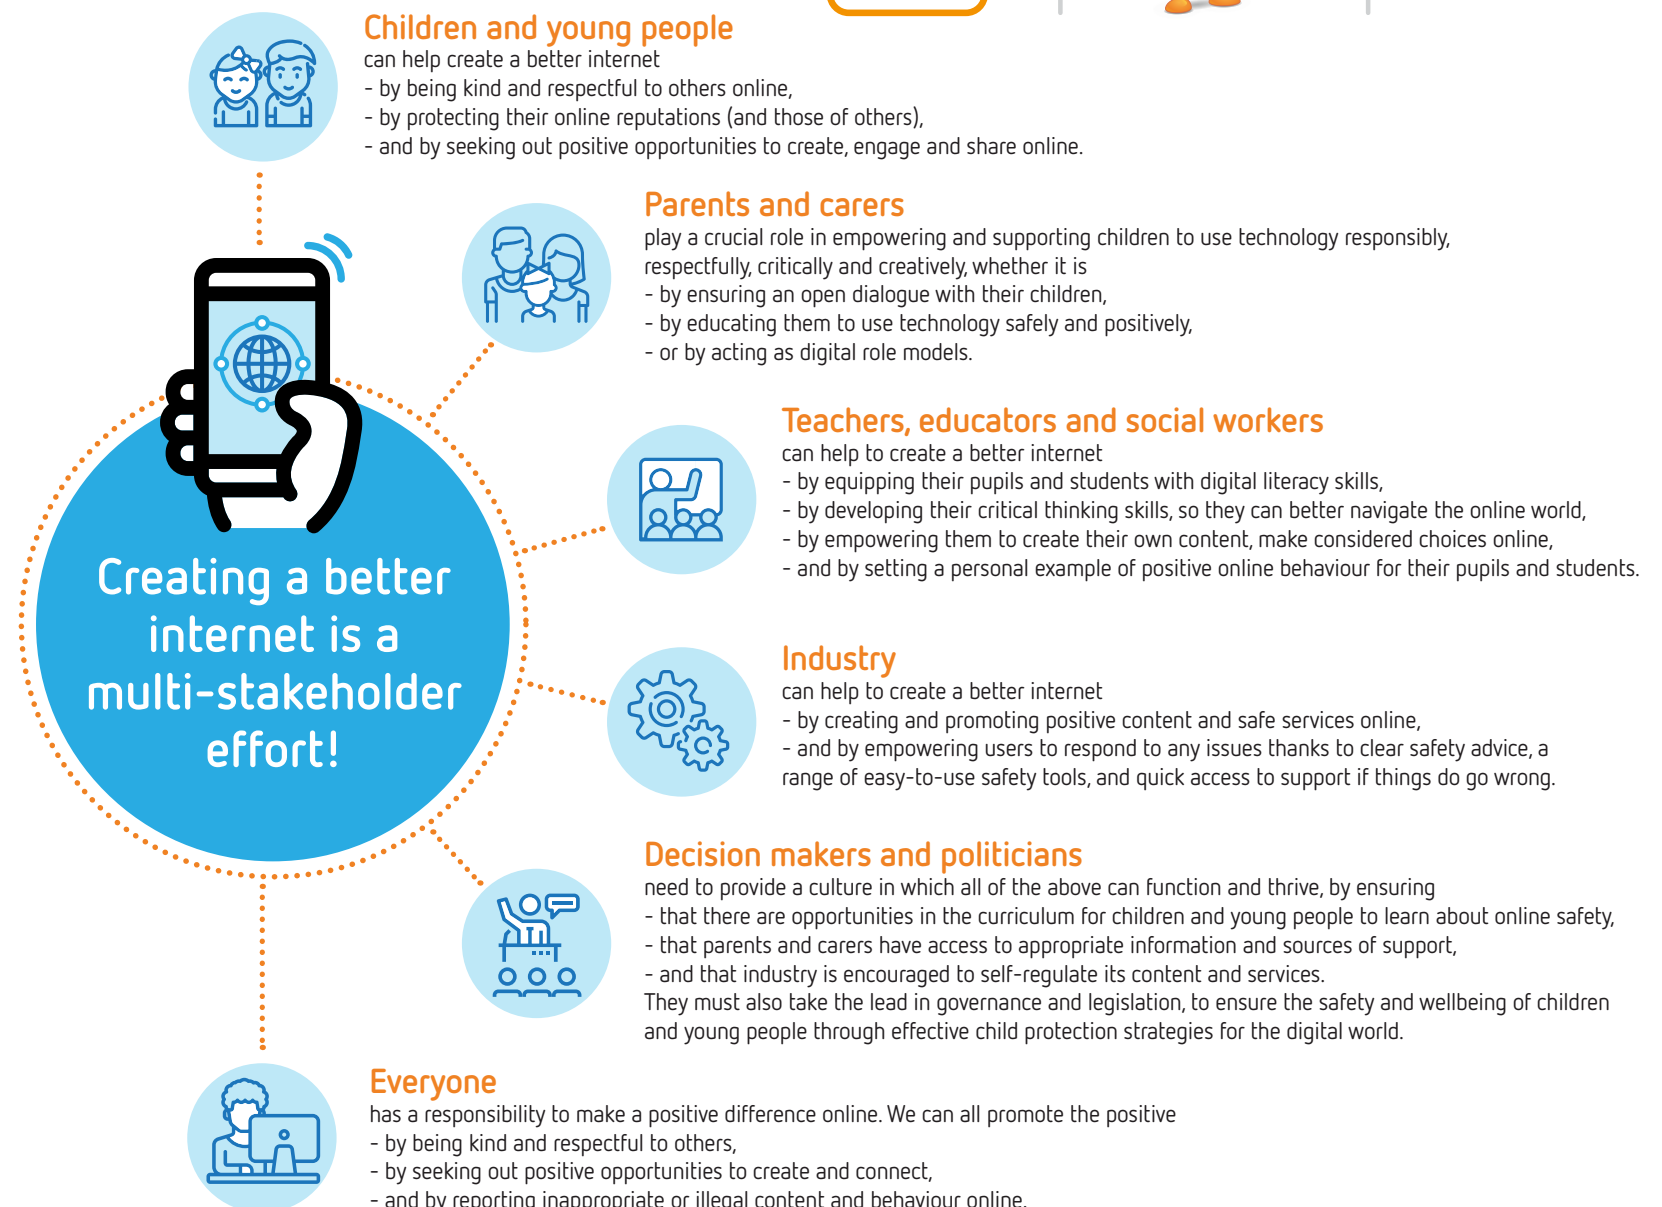 Children and young people
can help create a better internet
- by being kind and respectful to others online,
- by protecting their online reputations (and those of others),
- and by seeking out positive opportunities to create, engage and share online.
Parents and carers
play a crucial role in empowering and supporting children to use technology responsibly,
respectfully, critically and creatively, whether it is
- by ensuring an open dialogue with their children,
- by educating them to use technology safely and positively,
- or by acting as digital role models.
Teachers, educators and social workers
can help to create a better internet
- by equipping their pupils and students with digital literacy skills,
- by developing their critical thinking skills, so they can better navigate the online world,
- by empowering them to create their own content, make considered choices online,
- and by setting a personal example of positive online behaviour for their pupils and students.
Creating a better
internet is a
multi-stakeholder
effort!
Industry
can help to create a better internet
- by creating and promoting positive content and safe services online,
- and by empowering users to respond to any issues thanks to clear safety advice, a
range of easy-to-use safety tools, and quick access to support if things do go wrong.
Decision makers and politicians
need to provide a culture in which all of the above can function and thrive, by ensuring
- that there are opportunities in the curriculum for children and young people to learn about online safety,
- that parents and carers have access to appropriate information and sources of support,
- and that industry is encouraged to self-regulate its content and services.
They must also take the lead in governance and legislation, to ensure the safety and wellbeing of children
and young people through effective child protection strategies for the digital world.
Everyone
has a responsibility to make a positive difference online. We can all promote the positive
- by being kind and respectful to others,
- by seeking out positive opportunities to create and connect,
- and by reporting inappropriate or illegal content and behaviour online.